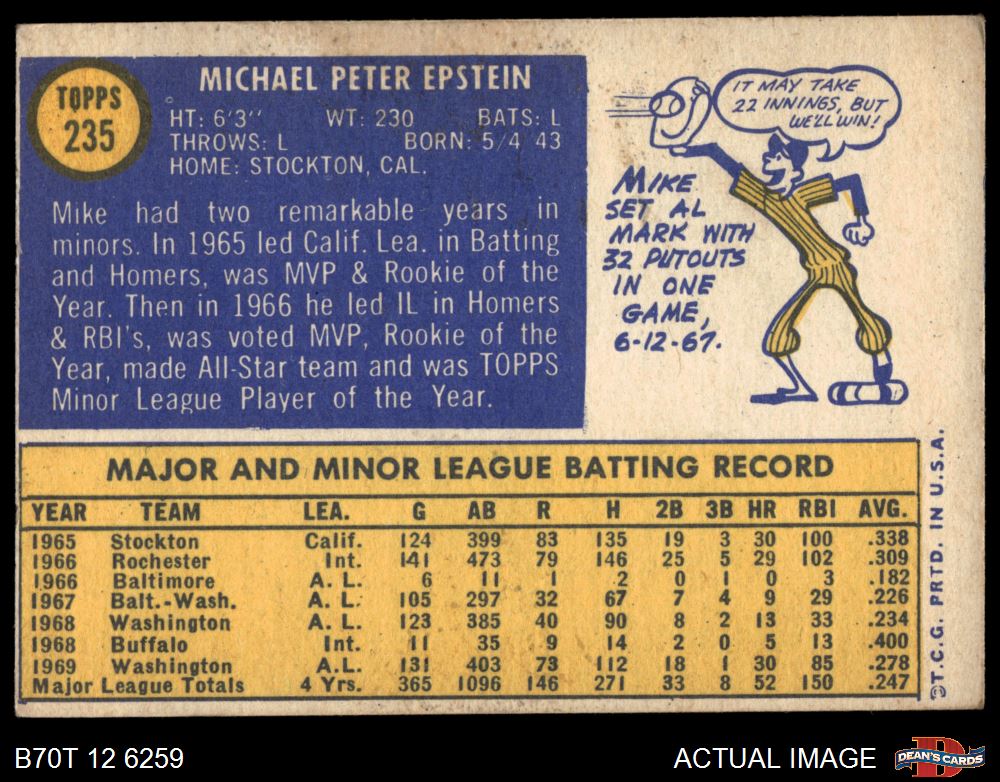 TOPPS
235
MICHAEL PETER EPSTEIN
HT: 6'3'' WT: 230 BATS: L
THROWS: L BORN: 5/4 43
HOME: STOCKTON, CAL.
Mike had two remarkable years in
minors. In 1965 led Calif. Lea. in Batting
and Homers, was MVP & Rookie of the
Year. Then in 1966 he led IL in Homers
& RBI's, was voted MVP, Rookie of the
Year, made All-Star team and was TOPPS
Minor League Player of the Year.
IT MAY TAKE
22 INNINGS, BUT
WE'LL WIN!
MIKE
SET AL
MARK WITH
32 PUTOUTS
IN ONE
GAME,
6-12-67.
MAJOR AND MINOR LEAGUE BATTING RECORD
YEAR TEAM LEA. G AB R H 2B 3B HR RBI AVG.
1965 Stockton Calif. 124 399 83 135 19 3 30 100 .338
1966 Rochester Int. 141 473 79 146 25 5 29 102 .309
1966 Baltimore A. L. 6 11 1 2 0 1 0 3 .182
1967 Balt.-Wash. A. L. 105 297 32 67 7 4 9 29 .226
1968 Washington A. L. 123 385 40 90 8 2 13 33 .234
1968 Buffalo Int. 11 35 9 14 2 0 5 13 .400
1969 Washington A.L. 131 403 73 112 18 1 30 85 .278
Major League Totals 4 Yrs. 365 1096 146 271 33 8 52 150 .247
©T.C.G. PRTD. IN U.S.A.
B70T 12 6259
ACTUAL IMAGE
D
DEAN'S CARDS